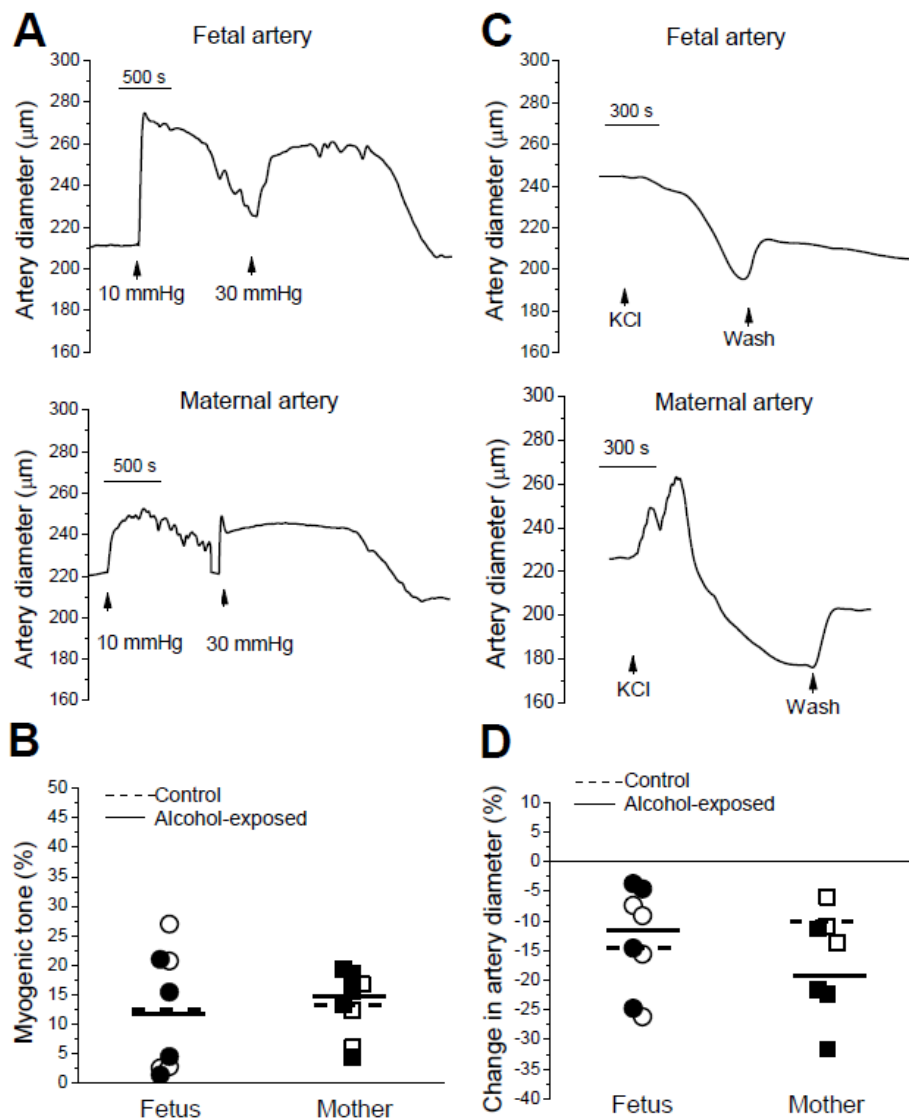 A
Fetal artery
300
280
260
240
220
200
180
160
Artery diameter (μm)
500 s
10 mmHg
30 mmHg
Maternal artery
300
280
260
240
220
200
180
160
Artery diameter (μm)
500 s
10 mmHg
30 mmHg
B
50
45
40
35
30
25
20
15
10
5
0
Myogenic tone (%)
Control
Alcohol-exposed
Fetus
Mother
C
Fetal artery
300
280
260
240
220
200
180
160
Artery diameter (μm)
300 s
KCl
Wash
Maternal artery
300
280
260
240
220
200
180
160
Artery diameter (μm)
300 s
KCl
Wash
D
10
5
0
-5
-10
-15
-20
-25
-30
-35
-40
Change in artery diameter (%)
Control
Alcohol-exposed
Fetus
Mother